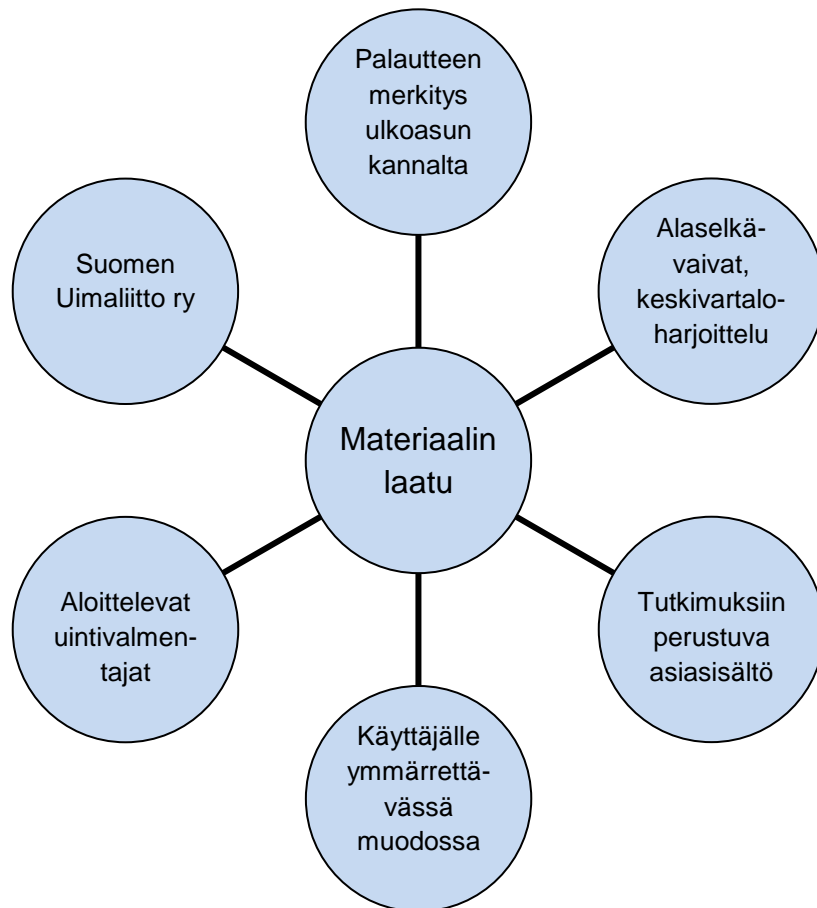 Palautteen
merkitys
ulkoasun
kannalta
Suomen
Uimaliitto ry
Alaselkä-
vaivat,
keskivartalo-
harjoittelu
Materiaalin
laatu
Aloittelevat
uintivalmen-
tajat
Tutkimuksiin
perustuva
asiasisältö
Käyttäjälle
ymmärrettä-
vässä
muodossa